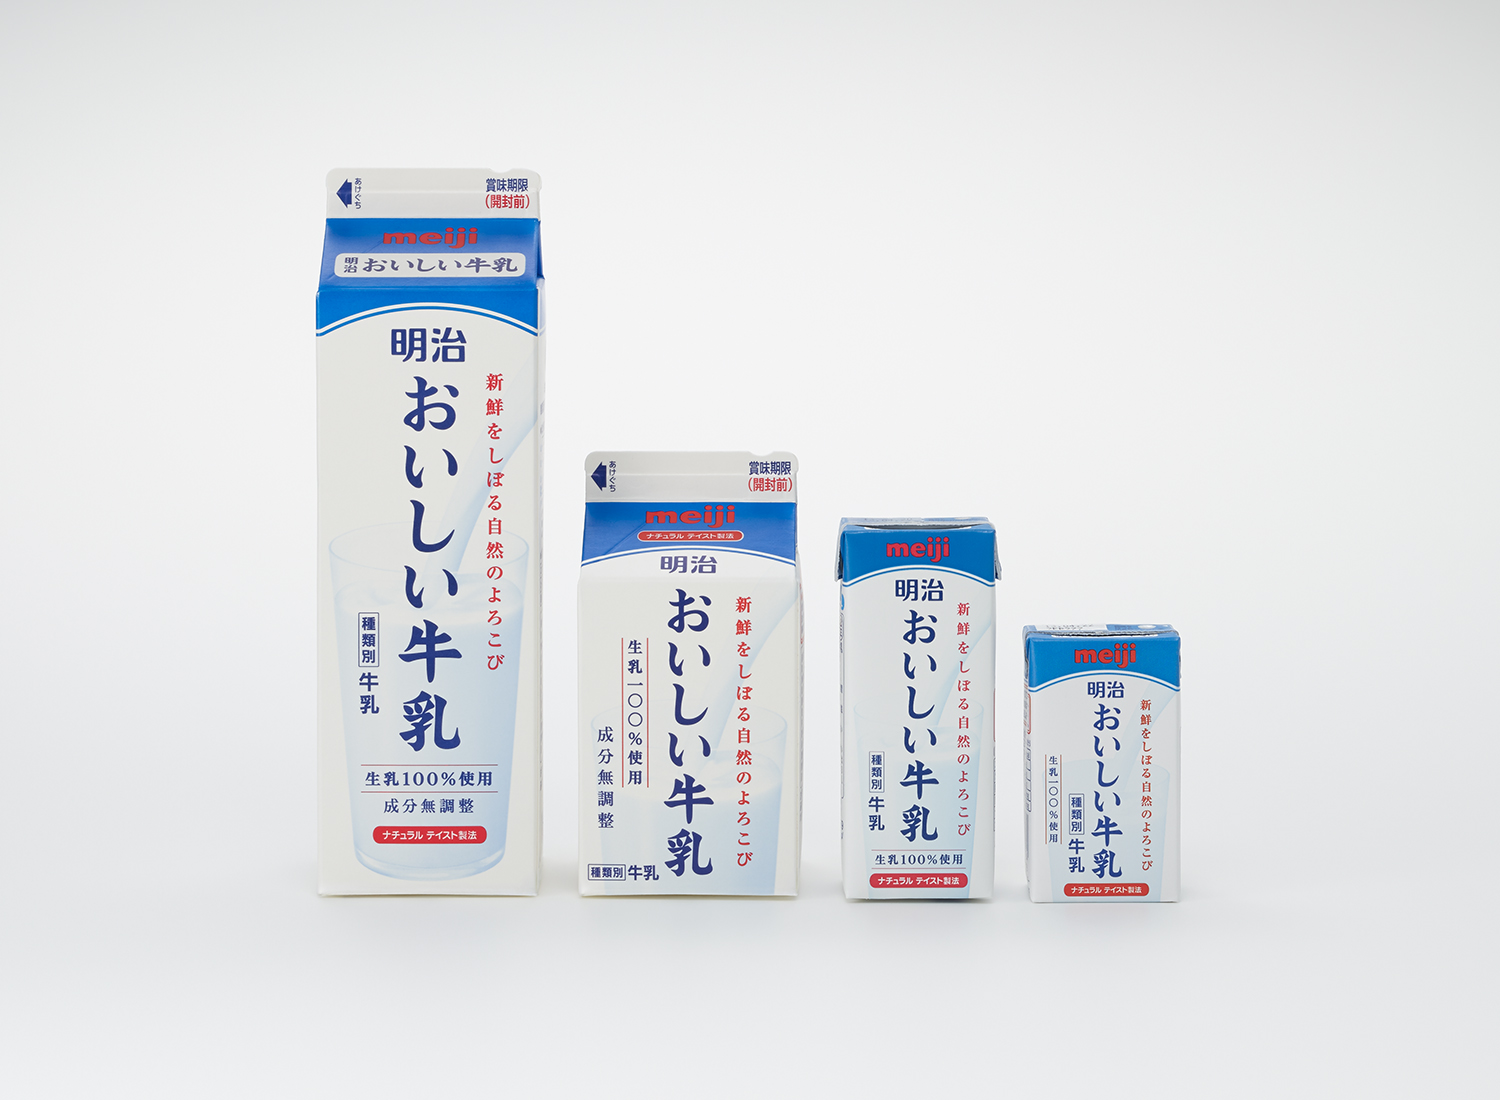 あけぐち
賞味期限
(開封前)
meiji
明治おいしい牛乳
明治
おいしい牛乳
新鮮をしぼる自然のよろこび
種類別 牛乳
生乳100%使用
成分無調整
ナチュラル テイスト製法
あけぐち
賞味期限
(開封前)
meiji
ナチュラル テイスト製法
明治
おいしい牛乳
新鮮をしぼる自然のよろこび
生乳一〇〇%使用
成分無調整
種類別 牛乳
meiji
明治
おいしい牛乳
新鮮をしぼる自然のよろこび
種類別 牛乳
生乳100%使用
ナチュラル テイスト製法
meiji
明治
おいしい牛乳
新鮮をしぼる自然のよろこび
生乳一〇〇%使用
種類別 牛乳
ナチュラル テイスト製法